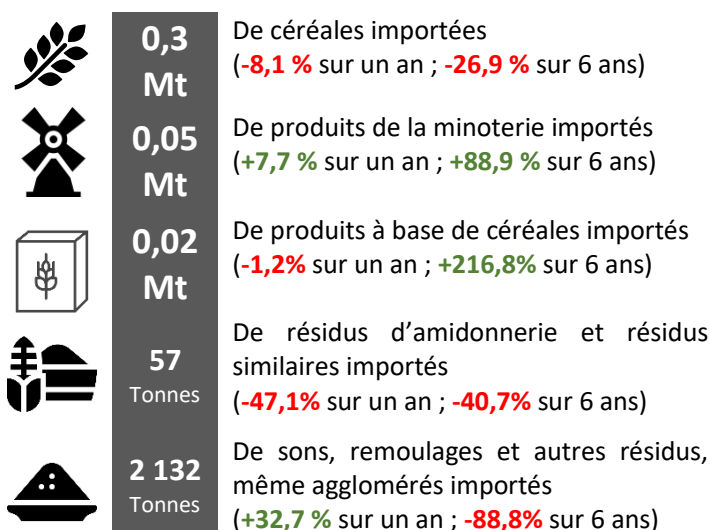 0,3
Mt
De céréales importées
(-8,1 % sur un an ; -26,9 % sur 6 ans)
0,05
Mt
De produits de la minoterie importés
(+7,7 % sur un an ; +88,9 % sur 6 ans)
0,02
Mt
De produits à base de céréales importés
(-1,2% sur un an ; +216,8% sur 6 ans)
57
Tonnes
De résidus d’amidonnerie et résidus
similaires importés
(-47,1% sur un an ; -40,7% sur 6 ans)
2 132
Tonnes
De sons, remoulages et autres résidus,
même agglomérés importés
(+32,7 % sur un an ; -88,8% sur 6 ans)